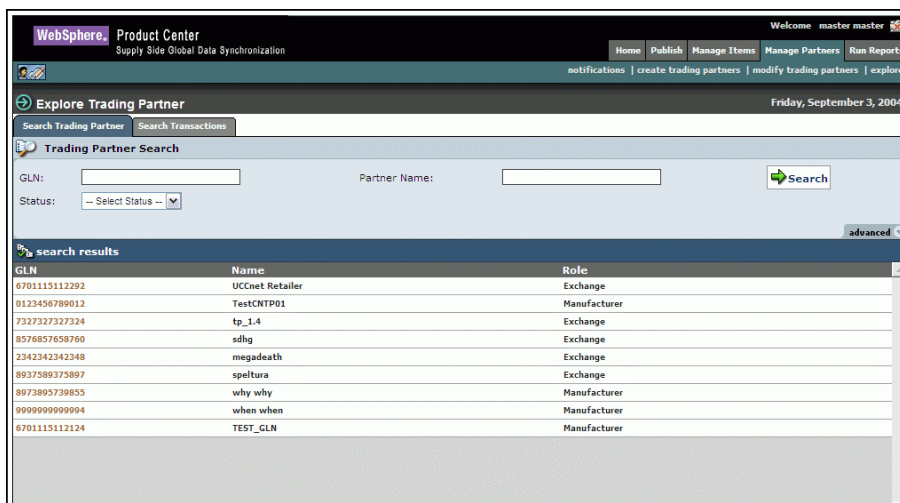 WebSphere. Product Center
Supply Side Global Data Synchronization
Welcome master master
Home Publish Manage Items Manage Partners Run Report
notifications | create trading partners | modify trading partners | explore
Explore Trading Partner Friday, September 3, 2004
Search Trading Partner Search Transactions
Trading Partner Search
GLN: Partner Name: Search
Status: -- Select Status --
advanced
search results
GLN Name Role
6701115112292 UCCnet Retailer Exchange
0123456789012 TestCNTP01 Manufacturer
7327327327324 tp_1.4 Exchange
8576857658760 sdhg Exchange
2342342342348 megadeath Exchange
8937589375897 speltura Exchange
8973895739855 why why Manufacturer
9999999999994 when when Manufacturer
6701115112124 TEST_GLN Manufacturer